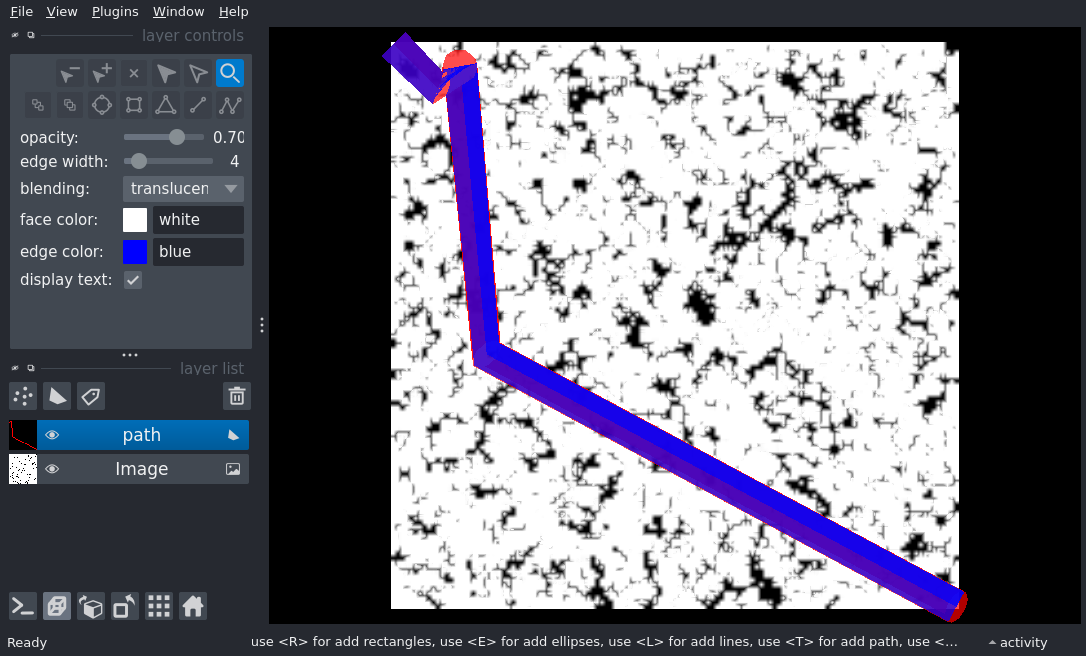 File View Plugins Window Help
layer controls
opacity: 0.70
edge width: 4
blending: translucen
face color: white
edge color: blue
display text:
layer list
path
Image
Ready use <R> for add rectangles, use <E> for add ellipses, use <L> for add lines, use <T> for add path, use <... activity